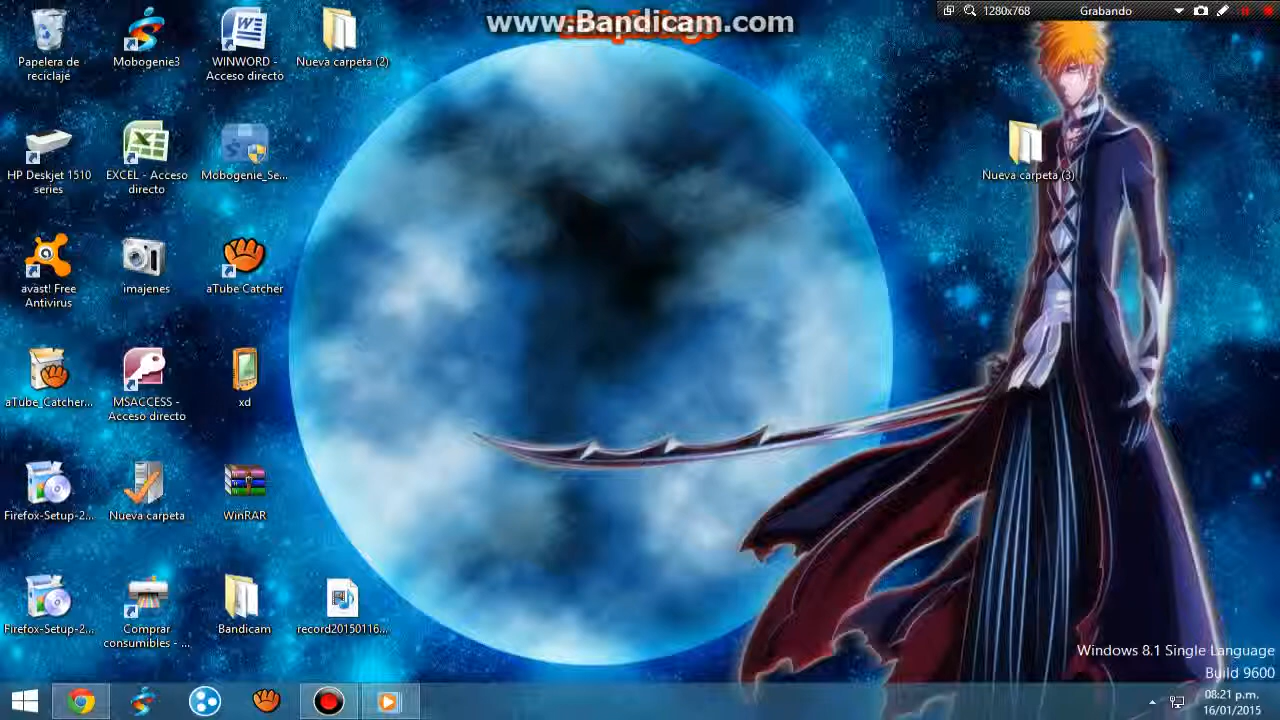 www.Bandicam.com
1280x768
Grabando
Papelera de
reciclaje
Mobogenie3
WINWORD -
Acceso directo
Nueva carpeta (2)
HP Deskjet 1510
series
EXCEL - Acceso
directo
Mobogenie_Se...
Nueva carpeta (3)
avast! Free
Antivirus
imajenes
aTube Catcher
aTube_Catcher...
MSACCESS -
Acceso directo
xd
Firefox-Setup-2...
Nueva carpeta
WinRAR
Firefox-Setup-2...
Comprar
consumibles - ...
Bandicam
record20150116...
Windows 8.1 Single Language
Build 9600
08:21 p.m.
16/01/2015